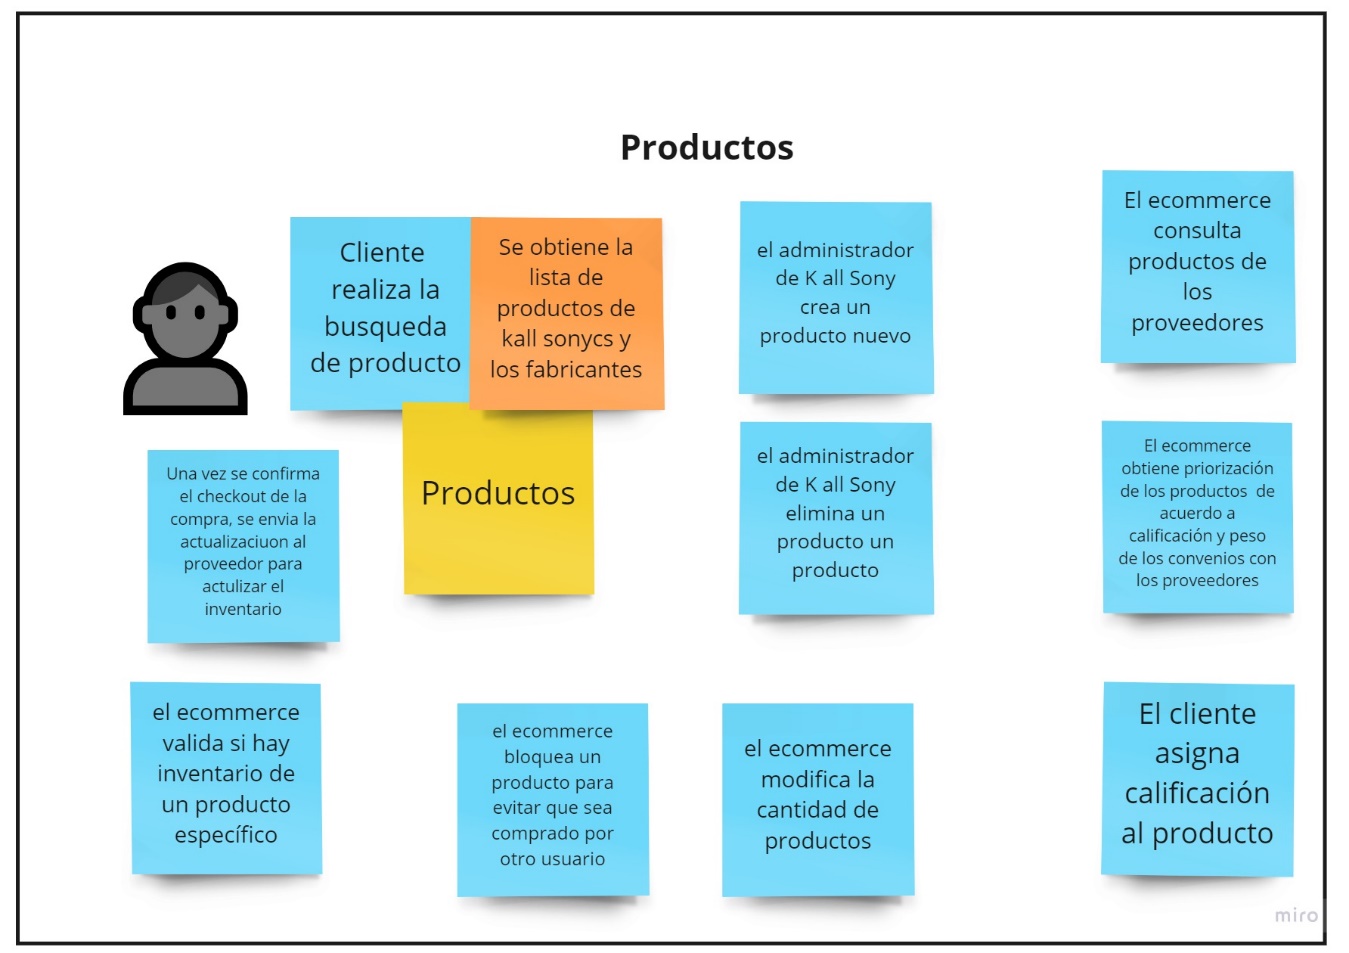 Productos
Cliente
realiza la
busqueda
de producto
Se obtiene la
lista de
productos de
kall sonycs y
los fabricantes
Productos
el administrador
de K all Sony
crea un
producto nuevo
El ecommerce
consulta
productos de
los
proveedores
Una vez se confirma
el checkout de la
compra, se envia la
actualizaciuon al
proveedor para
actulizar el
inventario
el administrador
de K all Sony
elimina un
producto un
producto
El ecommerce
obtiene priorización
de los productos de
acuerdo a
calificación y peso
de los convenios con
los proveedores
el ecommerce
valida si hay
inventario de
un producto
específico
el ecommerce
bloquea un
producto para
evitar que sea
comprado por
otro usuario
el ecommerce
modifica la
cantidad de
productos
El cliente
asigna
calificación
al producto
miro